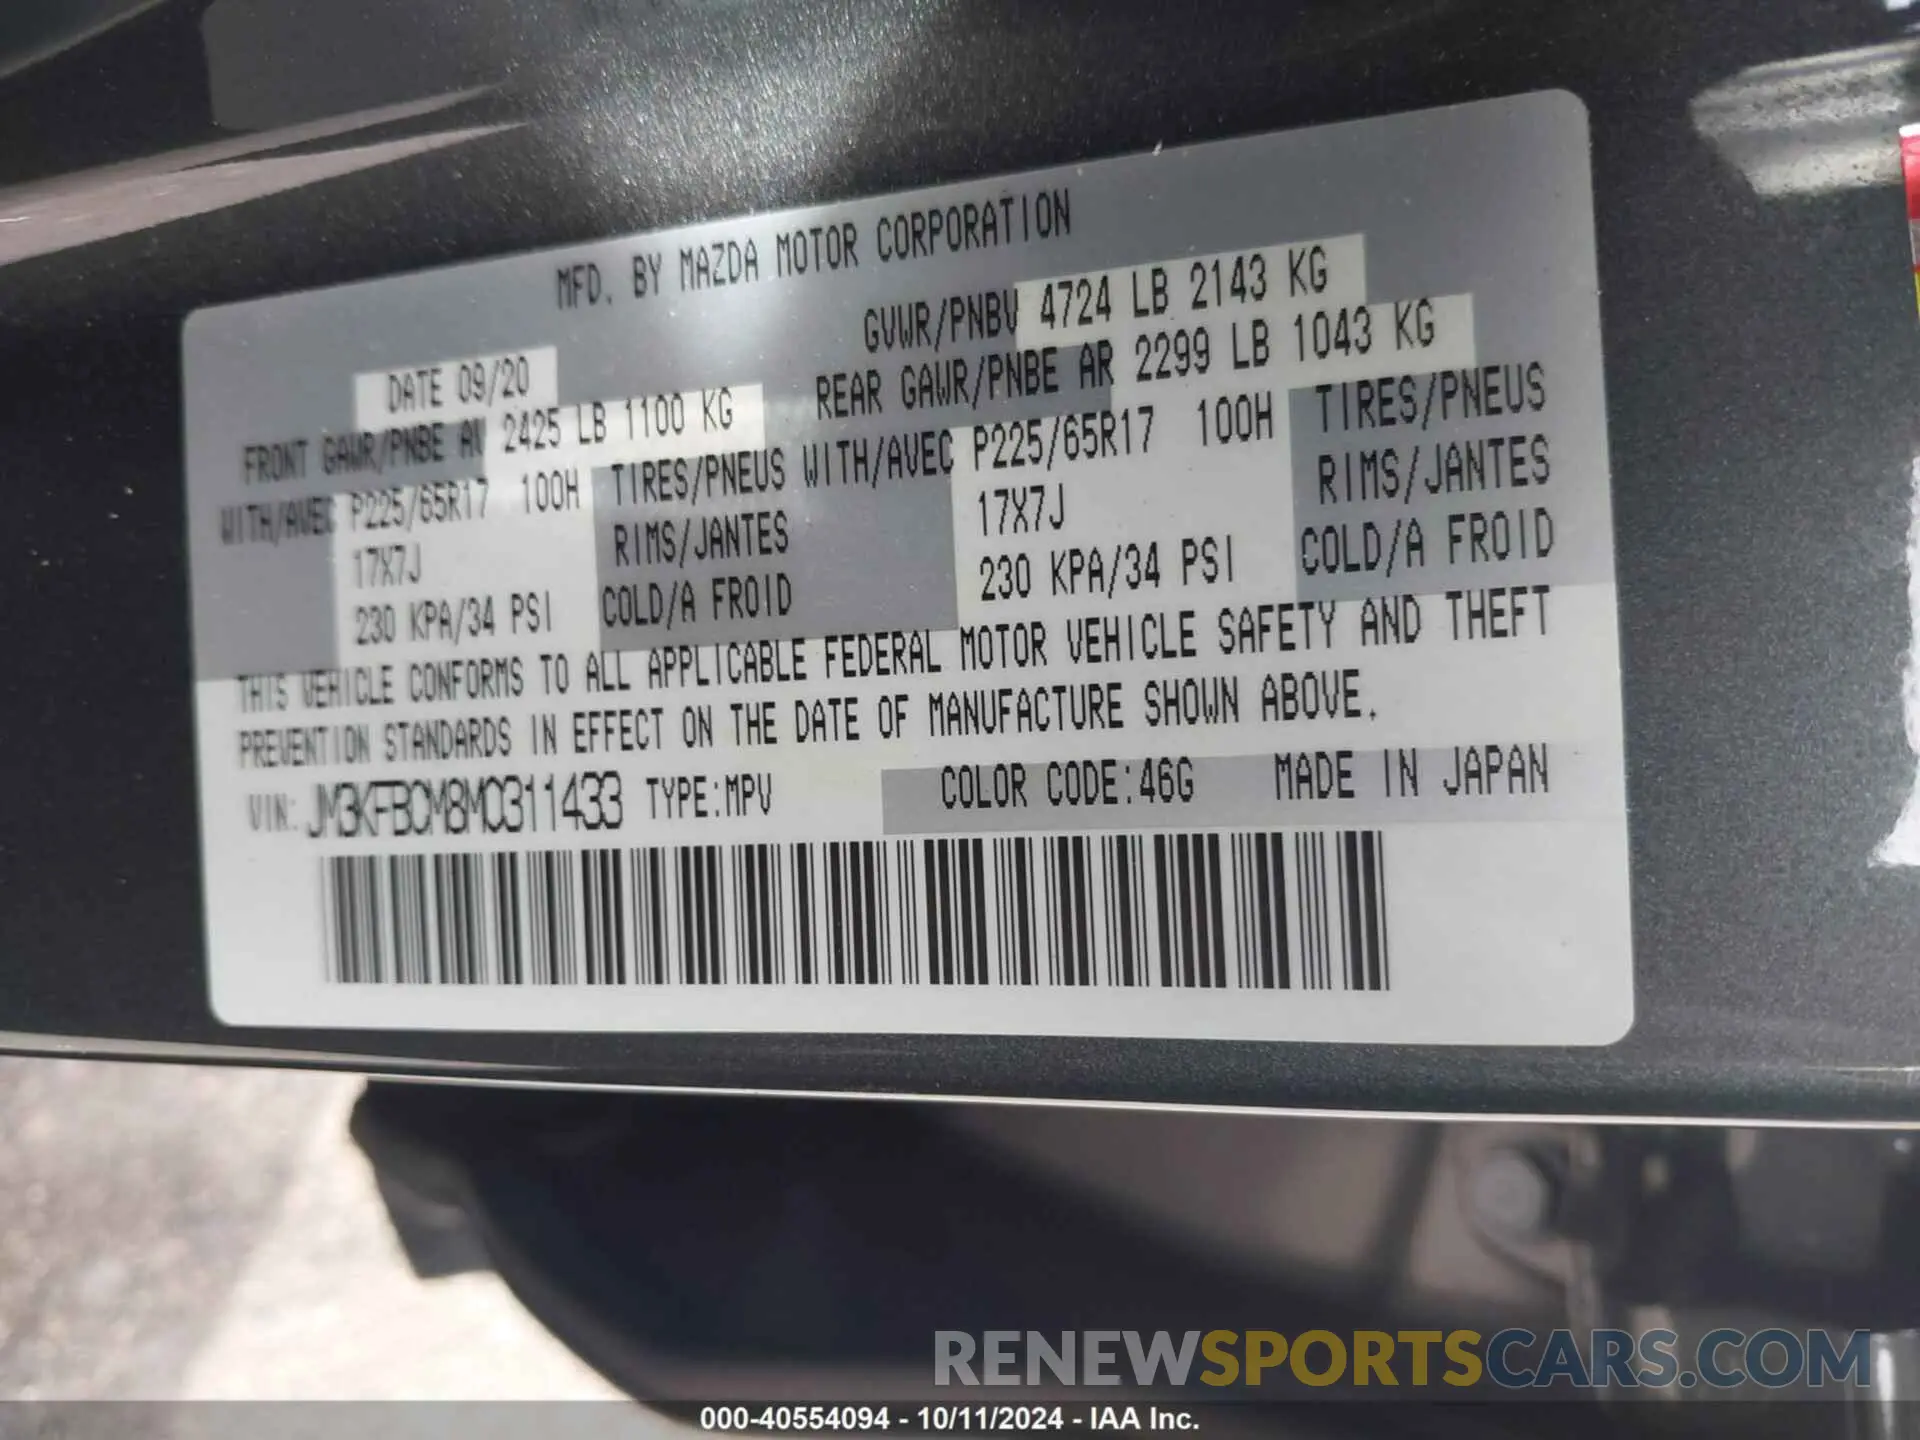 MFD. BY MAZDA MOTOR CORPORATION
DATE 09/20 GVWR/PNBV 4724 LB 2143 KG
FRONT GAWR/PNBE AV 2425 LB 1100 KG REAR GAWR/PNBE AR 2299 LB 1043 KG
WITH/AVEC P225/65R17 100H TIRES/PNEUS WITH/AVEC P225/65R17 100H TIRES/PNEUS
17X7J RIMS/JANTES 17X7J RIMS/JANTES
230 KPA/34 PSI COLD/A FROID 230 KPA/34 PSI COLD/A FROID
THIS VEHICLE CONFORMS TO ALL APPLICABLE FEDERAL MOTOR VEHICLE SAFETY AND THEFT
PREVENTION STANDARDS IN EFFECT ON THE DATE OF MANUFACTURE SHOWN ABOVE.
VIN: JM3KFBCM8M0311433 TYPE:MPV COLOR CODE:46G MADE IN JAPAN
RENEWSPORTSCARS.COM
000-40554094 - 10/11/2024 - IAA Inc.